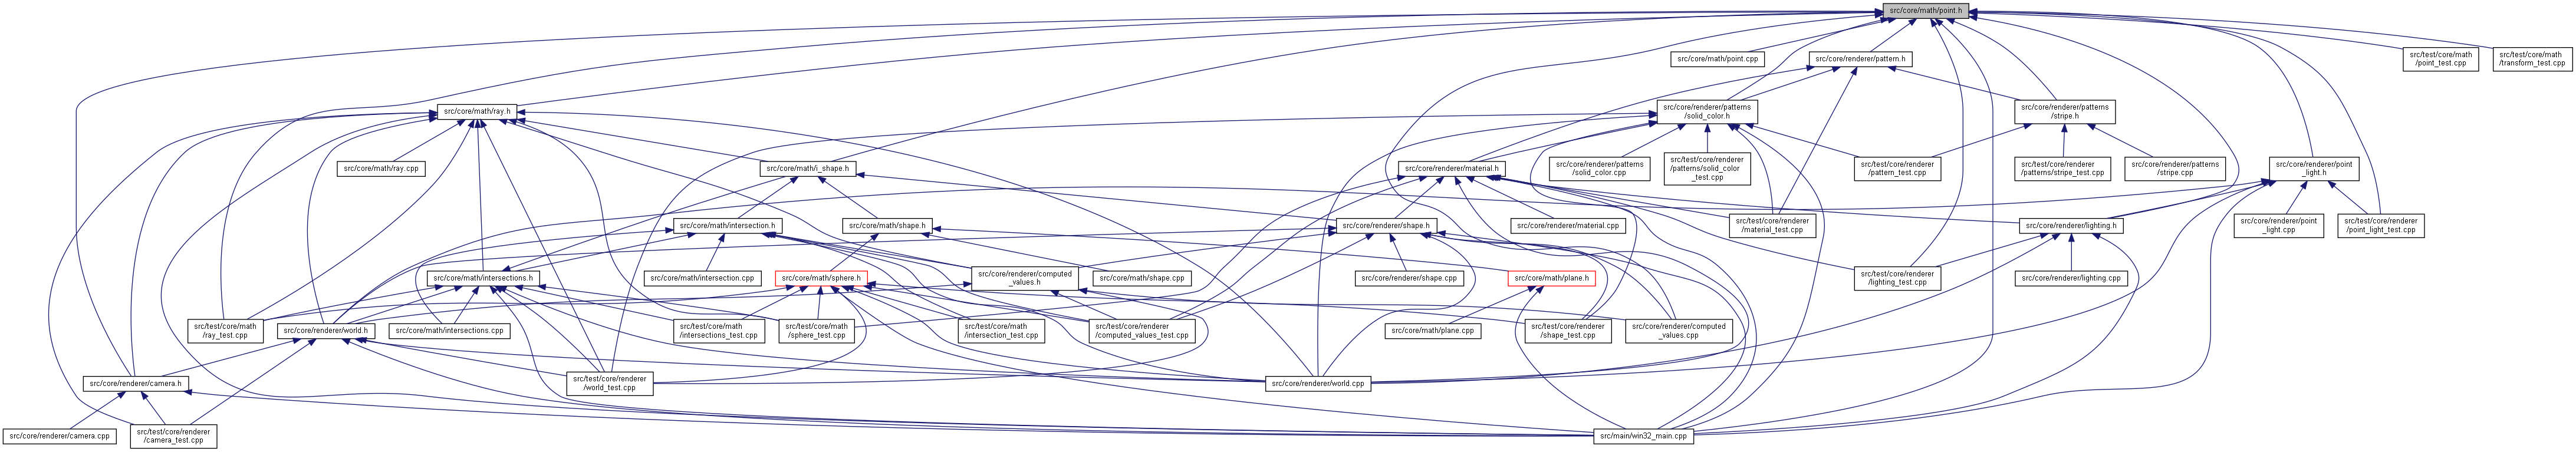 src/core/math/point.h
src/core/math/point.cpp
src/core/renderer/pattern.h
src/test/core/math
/point_test.cpp
src/test/core/math
/transform_test.cpp
src/core/math/ray.h
src/core/renderer/patterns
/solid_color.h
src/core/renderer/patterns
/stripe.h
src/core/math/ray.cpp
src/core/math/i_shape.h
src/core/renderer/patterns
/solid_color.cpp
src/test/core/renderer
/patterns/solid_color
_test.cpp
src/core/renderer/material.h
src/test/core/renderer
/pattern_test.cpp
src/test/core/renderer
/patterns/stripe_test.cpp
src/core/renderer/patterns
/stripe.cpp
src/core/renderer/point
_light.h
src/core/math/intersection.h
src/core/math/shape.h
src/core/renderer/shape.h
src/core/renderer/material.cpp
src/test/core/renderer
/material_test.cpp
src/core/renderer/lighting.h
src/core/renderer/point
_light.cpp
src/test/core/renderer
/point_light_test.cpp
src/core/math/intersections.h
src/core/math/intersection.cpp
src/core/math/sphere.h
src/core/renderer/computed
_values.h
src/core/math/shape.cpp
src/core/renderer/shape.cpp
src/core/math/plane.h
src/test/core/renderer
/lighting_test.cpp
src/core/renderer/lighting.cpp
src/test/core/math
/ray_test.cpp
src/core/renderer/world.h
src/core/math/intersections.cpp
src/test/core/math
/intersections_test.cpp
src/test/core/math
/sphere_test.cpp
src/test/core/math
/intersection_test.cpp
src/test/core/renderer
/computed_values_test.cpp
src/core/math/plane.cpp
src/test/core/renderer
/shape_test.cpp
src/core/renderer/computed
_values.cpp
src/core/renderer/camera.h
src/test/core/renderer
/world_test.cpp
src/core/renderer/world.cpp
src/core/renderer/camera.cpp
src/test/core/renderer
/camera_test.cpp
src/main/win32_main.cpp